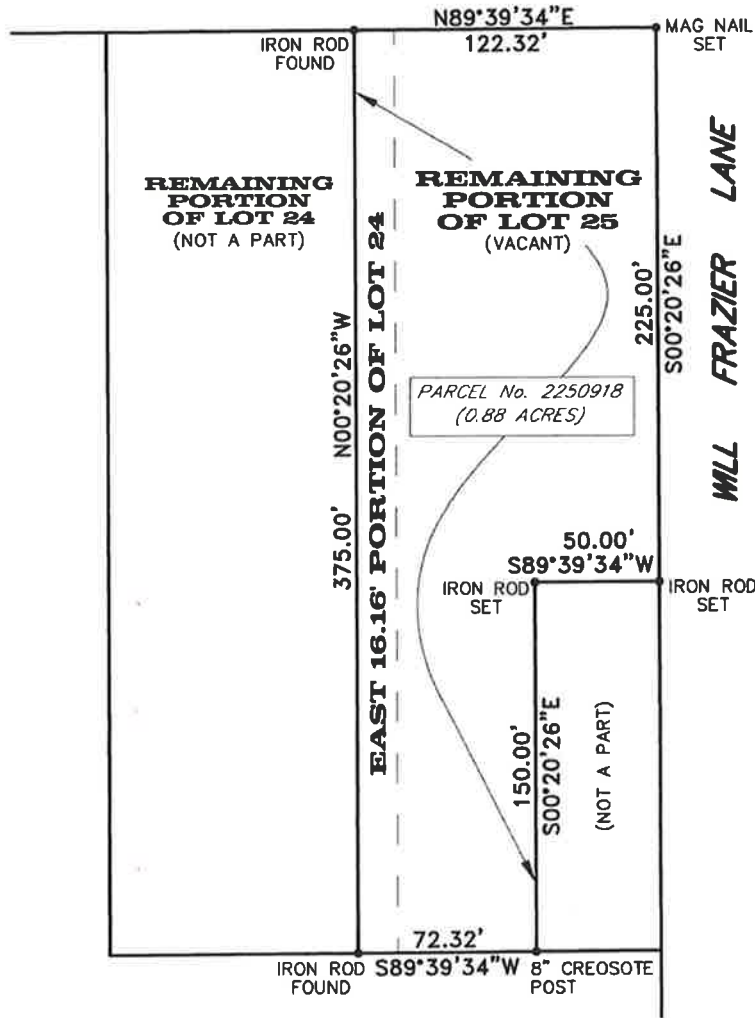 N89°39'34"E
122.32'
IRON ROD
FOUND
MAG NAIL
SET
REMAINING
PORTION
OF LOT 24
(NOT A PART)
REMAINING
PORTION
OF LOT 25
(VACANT)
WILL FRAZIER LANE
225.00'
S00°20'26"E
N00°20'26"W
375.00'
EAST 16.16' PORTION OF LOT 24
PARCEL No. 2250918
(0.88 ACRES)
50.00'
S89°39'34"W
IRON ROD
SET
IRON ROD
SET
150.00'
S00°20'26"E
(NOT A PART)
72.32'
S89°39'34"W
IRON ROD
FOUND
8" CREOSOTE
POST